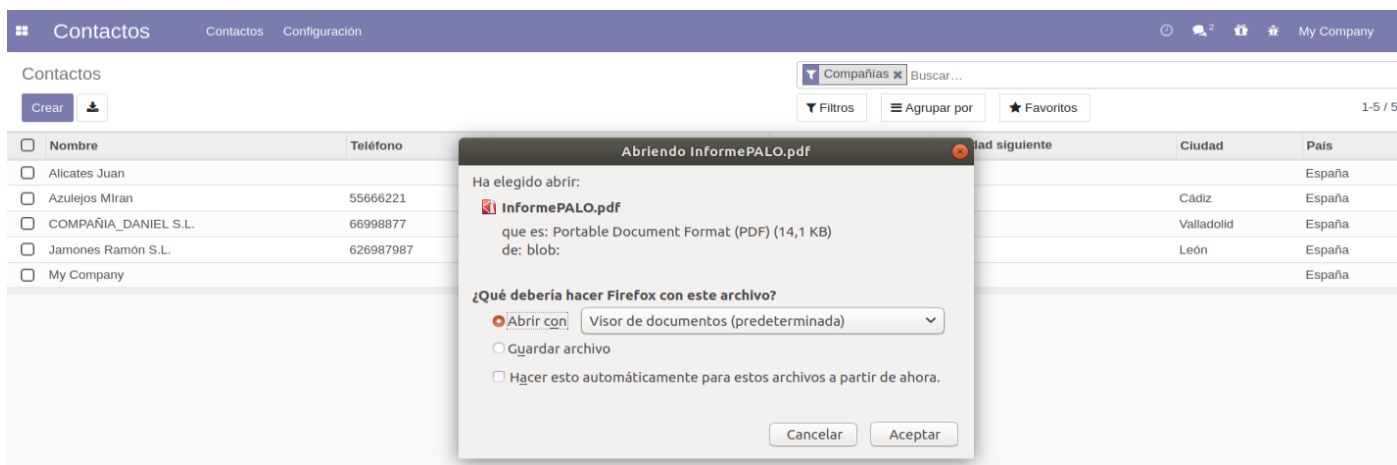 Contactos Contactos Configuración 2 My Company
Contactos
Compañías Buscar...
Crear Filtros Agrupar por Favoritos 1-5 / 5
Nombre Teléfono dad siguiente Ciudad País
Alicates Juan España
Azulejos MIran 55666221 Cádiz España
COMPAÑIA_DANIEL S.L. 66998877 Valladolid España
Jamones Ramón S.L. 626987987 León España
My Company España
Abriendo InformePALO.pdf
Ha elegido abrir:
InformePALO.pdf
que es: Portable Document Format (PDF) (14,1 KB)
de: blob:
¿Qué debería hacer Firefox con este archivo?
Abrir con Visor de documentos (predeterminada)
Guardar archivo
Hacer esto automáticamente para estos archivos a partir de ahora.
Cancelar Aceptar